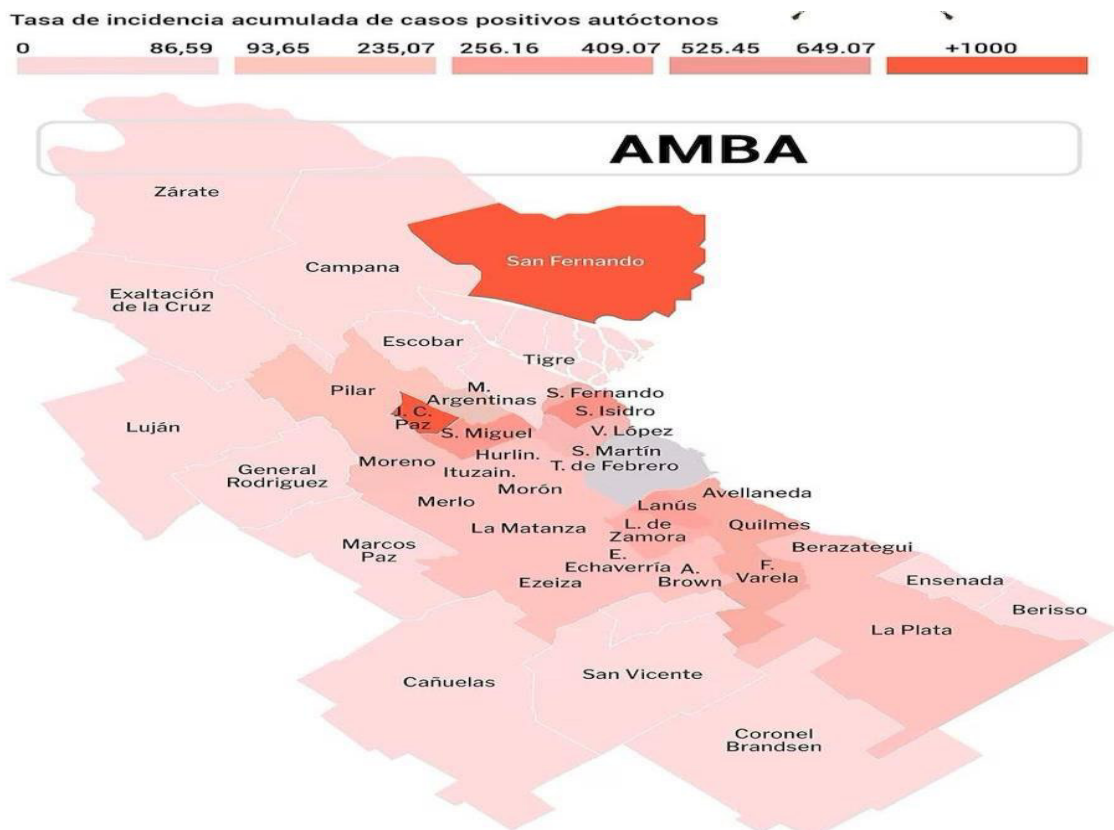 Tasa de incidencia acumulada de casos positivos autóctonos
0 86,59 93,65 235,07 256.16 409.07 525.45 649.07 +1000
AMBA
Zárate
San Fernando
Campana
Exaltación
de la Cruz
Escobar
Tigre
Pilar
M.
Argentinas
S. Fernando
J. C.
Paz
S. Isidro
Luján
S. Miguel
V. López
Hurlin.
S. Martín
Moreno
T. de Febrero
General
Rodriguez
Ituzain.
Morón
Avellaneda
Merlo
Lanús
La Matanza
L. de
Zamora
Quilmes
Marcos
Paz
Berazategui
E.
Echaverría
A.
Brown
F.
Varela
Ezeiza
Ensenada
Berisso
La Plata
San Vicente
Cañuelas
Coronel
Brandsen